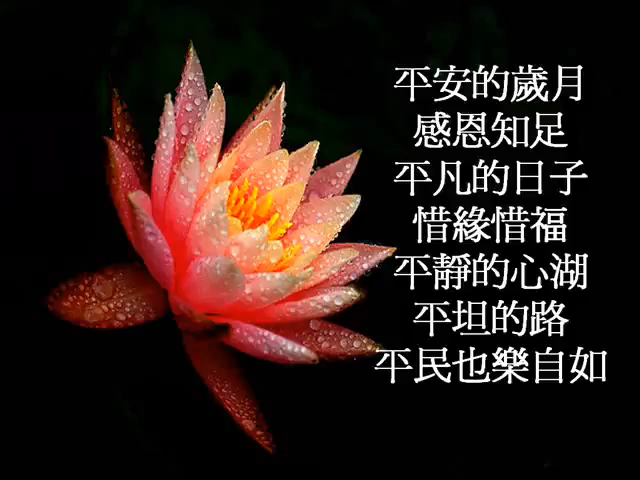 平安的歲月
感恩知足
平凡的日子
惜緣惜福
平靜的心湖
平坦的路
平民也樂自如